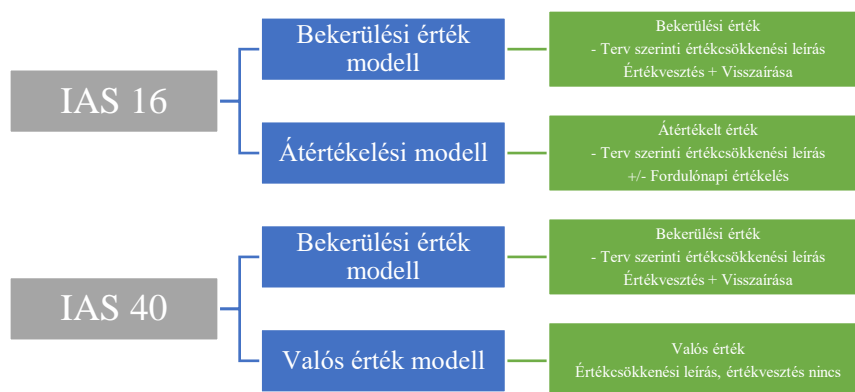 IAS 16
Bekerülési érték
modell
Bekerülési érték
- Terv szerinti értékcsökkenési leírás
Értékvesztés + Visszaírása
Átértékelési modell
Átértékelt érték
- Terv szerinti értékcsökkenési leírás
+/- Fordulónapi értékelés
IAS 40
Bekerülési érték
modell
Bekerülési érték
- Terv szerinti értékcsökkenési leírás
Értékvesztés + Visszaírása
Valós érték modell
Valós érték
Értékcsökkenési leírás, értékvesztés nincs